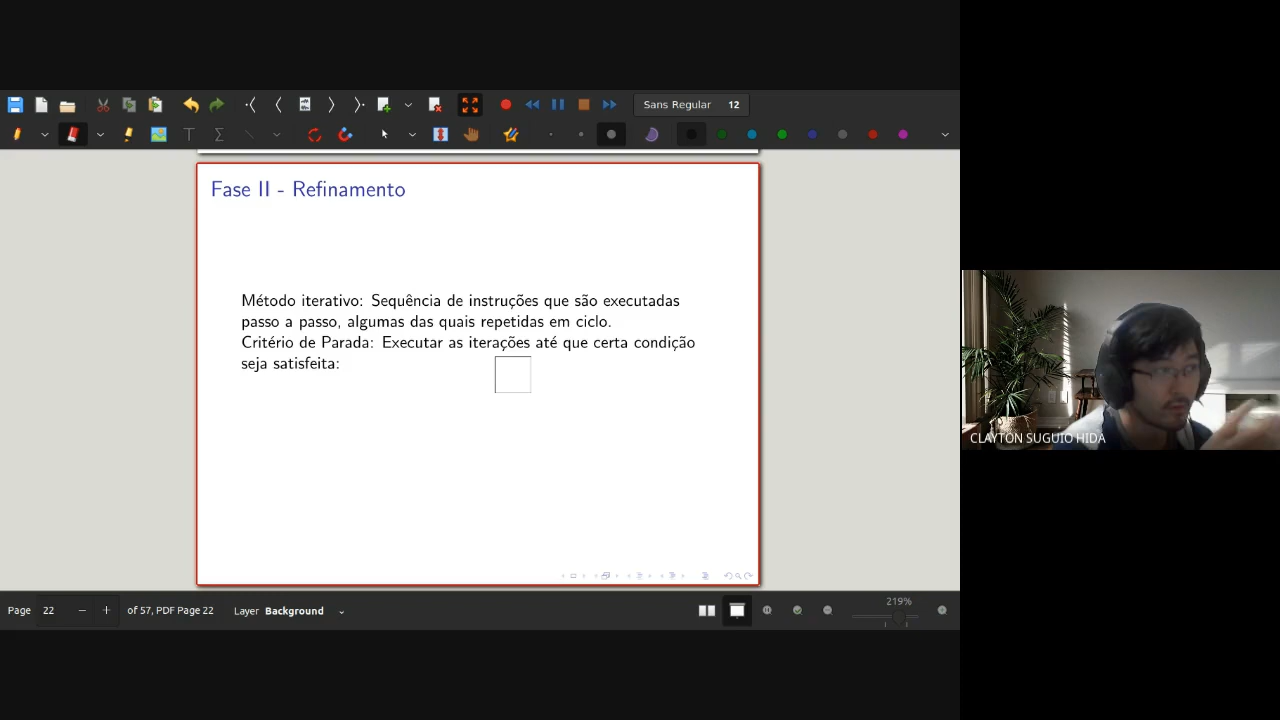 Sans Regular 12
Fase II - Refinamento
Método iterativo: Sequência de instruções que são executadas
passo a passo, algumas das quais repetidas em ciclo.
Critério de Parada: Executar as iterações até que certa condição
seja satisfeita:
CLAYTON SUGUIO HIDA
Page 22 of 57, PDF Page 22 Layer Background 219%